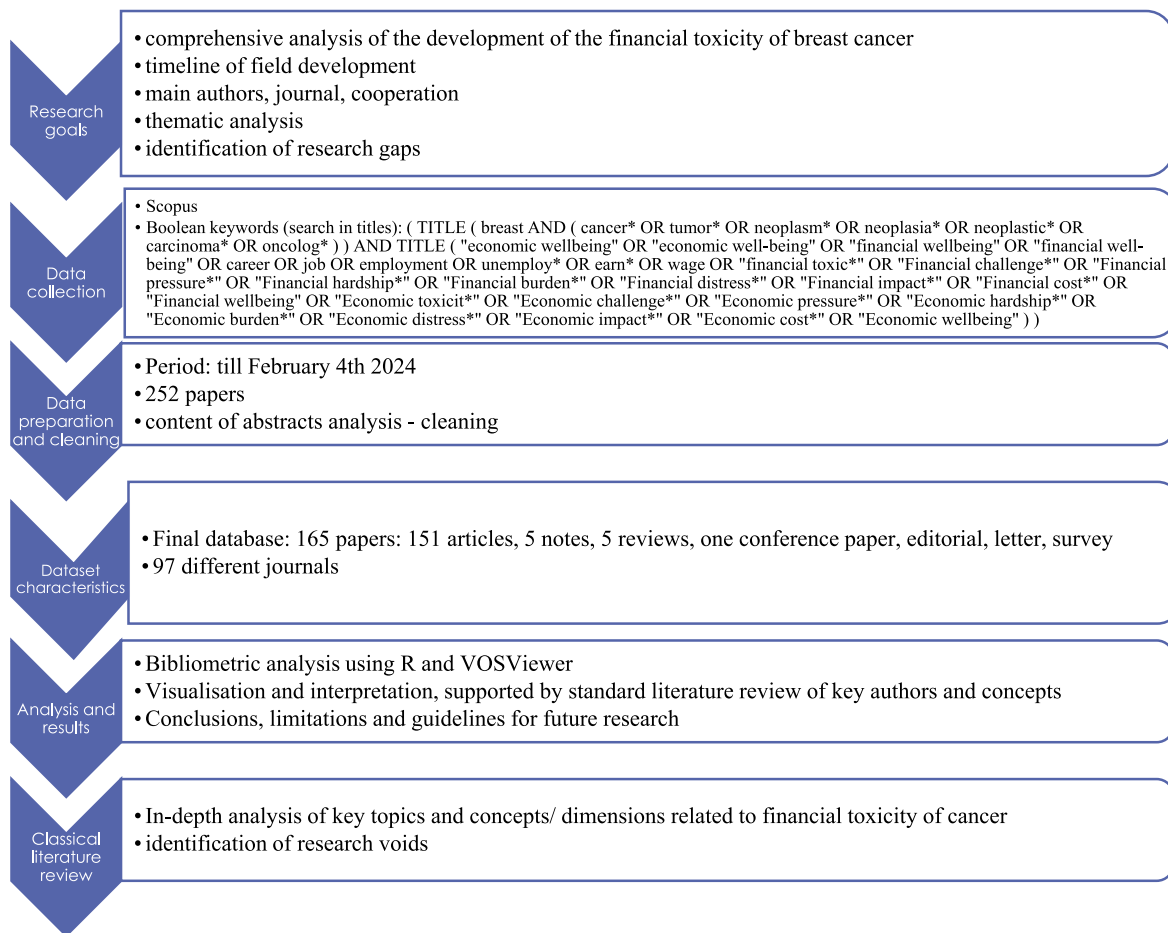 Research
goals
• comprehensive analysis of the development of the financial toxicity of breast cancer
• timeline of field development
• main authors, journal, cooperation
• thematic analysis
• identification of research gaps
Data
collection
• Scopus
• Boolean keywords (search in titles): ( TITLE ( breast AND ( cancer* OR tumor* OR neoplasm* OR neoplasia* OR neoplastic* OR
carcinoma* OR oncolog* ) ) AND TITLE ( "economic wellbeing" OR "economic well-being" OR "financial wellbeing" OR "financial well-
being" OR career OR job OR employment OR unemploy* OR earn* OR wage OR "financial toxic*" OR "Financial challenge*" OR "Financial
pressure*" OR "Financial hardship*" OR "Financial burden*" OR "Financial distress*" OR "Financial impact*" OR "Financial cost*" OR
"Financial wellbeing" OR "Economic toxicit*" OR "Economic challenge*" OR "Economic pressure*" OR "Economic hardship*" OR
"Economic burden*" OR "Economic distress*" OR "Economic impact*" OR "Economic cost*" OR "Economic wellbeing" ) )
Data
preparation
and cleaning
• Period: till February 4th 2024
• 252 papers
• content of abstracts analysis - cleaning
Dataset
characteristics
• Final database: 165 papers: 151 articles, 5 notes, 5 reviews, one conference paper, editorial, letter, survey
• 97 different journals
Analysis and
results
• Bibliometric analysis using R and VOSViewer
• Visualisation and interpretation, supported by standard literature review of key authors and concepts
• Conclusions, limitations and guidelines for future research
Classical
literature
review
• In-depth analysis of key topics and concepts/ dimensions related to financial toxicity of cancer
• identification of research voids